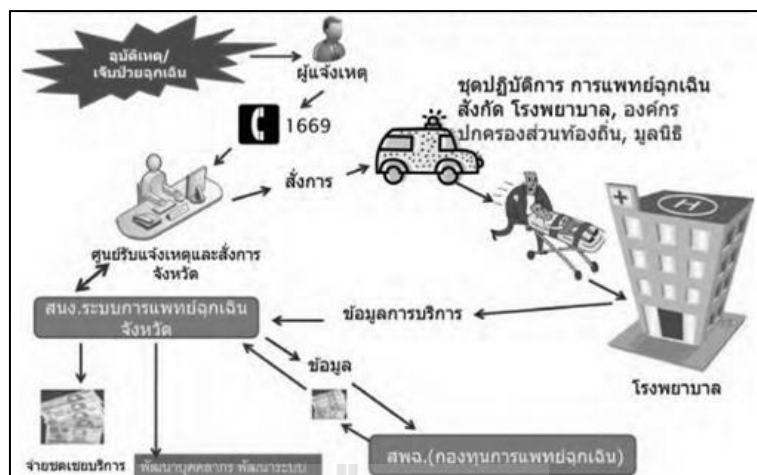 อุบัติเหตุ/
เจ็บป่วยฉุกเฉิน
ผู้แจ้งเหตุ
1669
ชุดปฏิบัติการ การแพทย์ฉุกเฉิน
สังกัด โรงพยาบาล, องค์กร
ปกครองส่วนท้องถิ่น, มูลนิธิ
สั่งการ
ศูนย์รับแจ้งเหตุและสั่งการ
จังหวัด
H
สนง.ระบบการแพทย์ฉุกเฉิน
จังหวัด
ข้อมูลการบริการ
โรงพยาบาล
ข้อมูล
จ่ายชดเชยบริการ
พัฒนาบุคคลากร พัฒนาระบบ
สพฉ.(กองทุนการแพทย์ฉุกเฉิน)